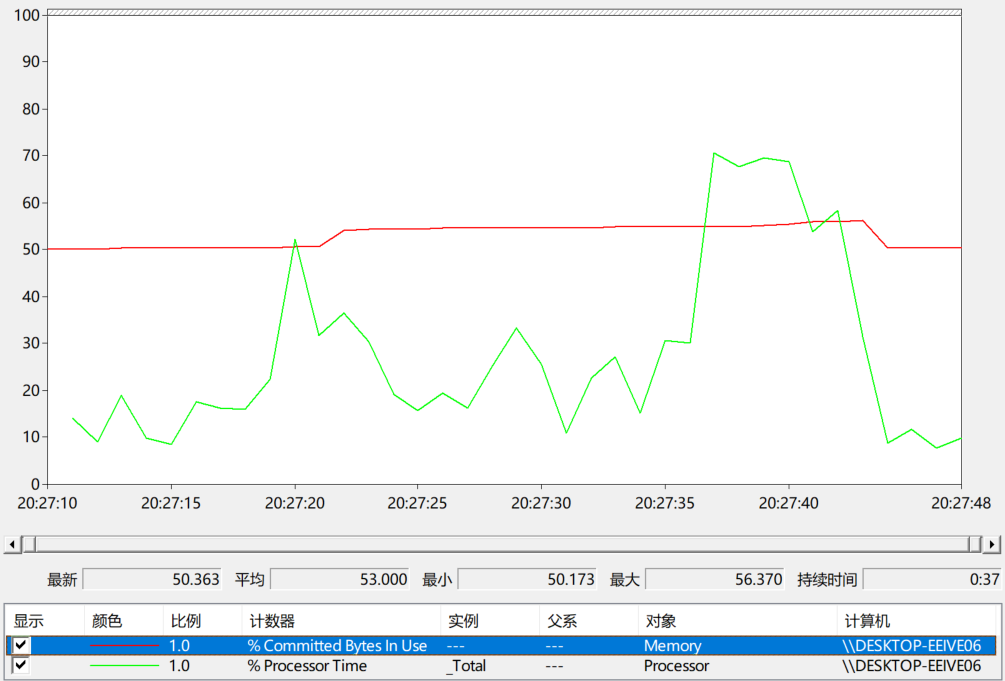 100
90
80
70
60
50
40
30
20
10
0
20:27:10 20:27:15 20:27:20 20:27:25 20:27:30 20:27:35 20:27:40 20:27:48
最新 50.363 平均 53.000 最小 50.173 最大 56.370 持续时间 0:37
显示 颜色 比例 计数器 实例 父系 对象 计算机
1.0 % Committed Bytes In Use --- --- Memory \\DESKTOP-EEIVE06
1.0 % Processor Time _Total --- Processor \\DESKTOP-EEIVE06